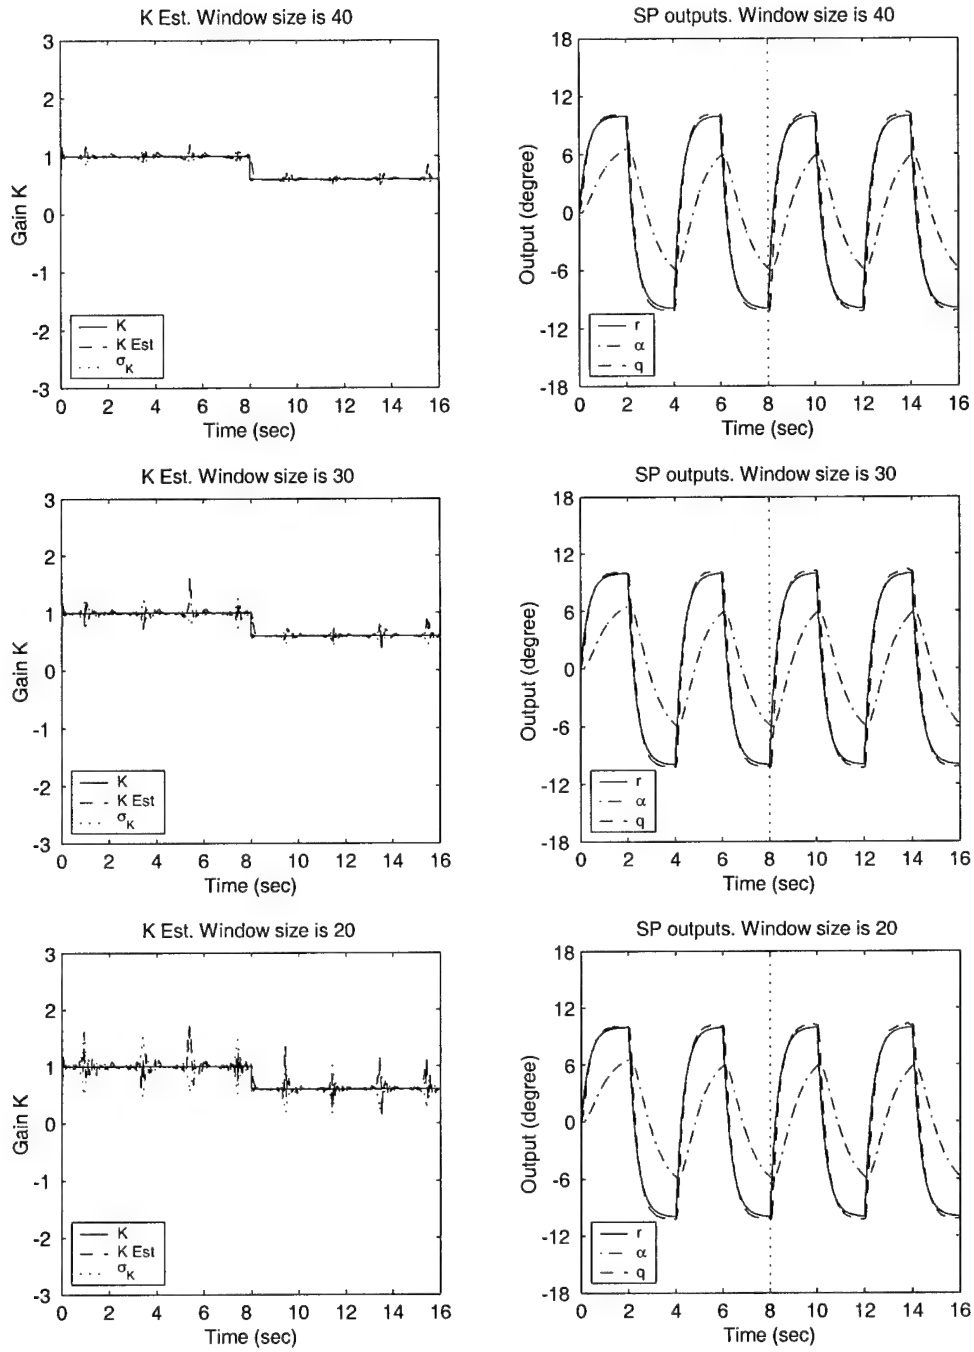 K Est. Window size is 40
3
2
1
0
-1
-2
-3
Gain K
K
K Est
σK
0 2 4 6 8 10 12 14 16
Time (sec)
SP outputs. Window size is 40
18
12
6
0
-6
-12
-18
Output (degree)
r
α
q
0 2 4 6 8 10 12 14 16
Time (sec)
K Est. Window size is 30
3
2
1
0
-1
-2
-3
Gain K
K
K Est
σK
0 2 4 6 8 10 12 14 16
Time (sec)
SP outputs. Window size is 30
18
12
6
0
-6
-12
-18
Output (degree)
r
α
q
0 2 4 6 8 10 12 14 16
Time (sec)
K Est. Window size is 20
3
2
1
0
-1
-2
-3
Gain K
K
K Est
σK
0 2 4 6 8 10 12 14 16
Time (sec)
SP outputs. Window size is 20
18
12
6
0
-6
-12
-18
Output (degree)
r
α
q
0 2 4 6 8 10 12 14 16
Time (sec)